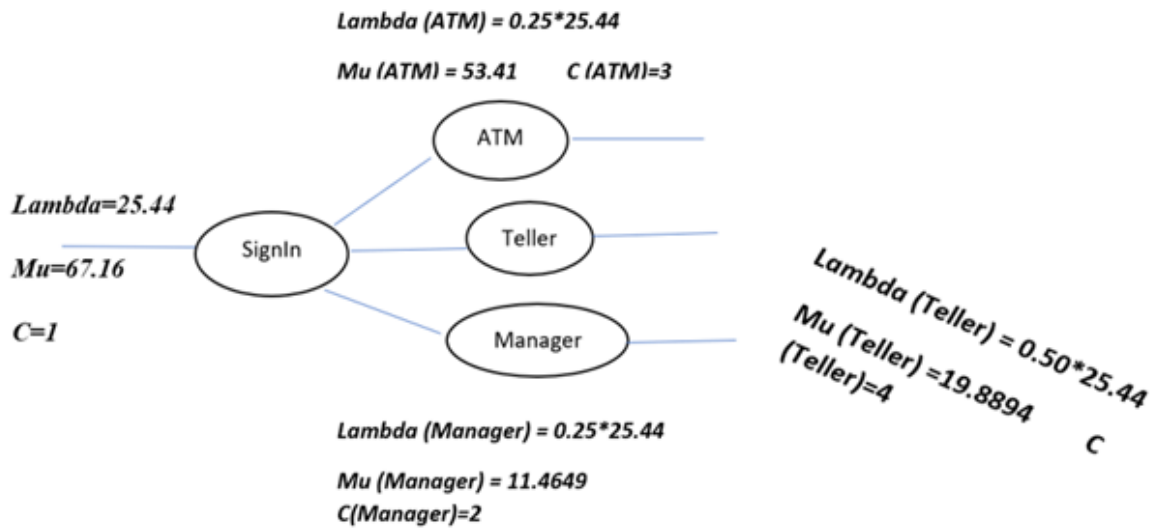 Lambda (ATM) = 0.25*25.44
Mu (ATM) = 53.41 C (ATM)=3
ATM
Lambda=25.44
SignIn
Teller
Mu=67.16
C=1
Manager
Lambda (Teller) = 0.50*25.44
Mu (Teller) =19.8894 C
(Teller)=4
Lambda (Manager) = 0.25*25.44
Mu (Manager) = 11.4649
C(Manager)=2